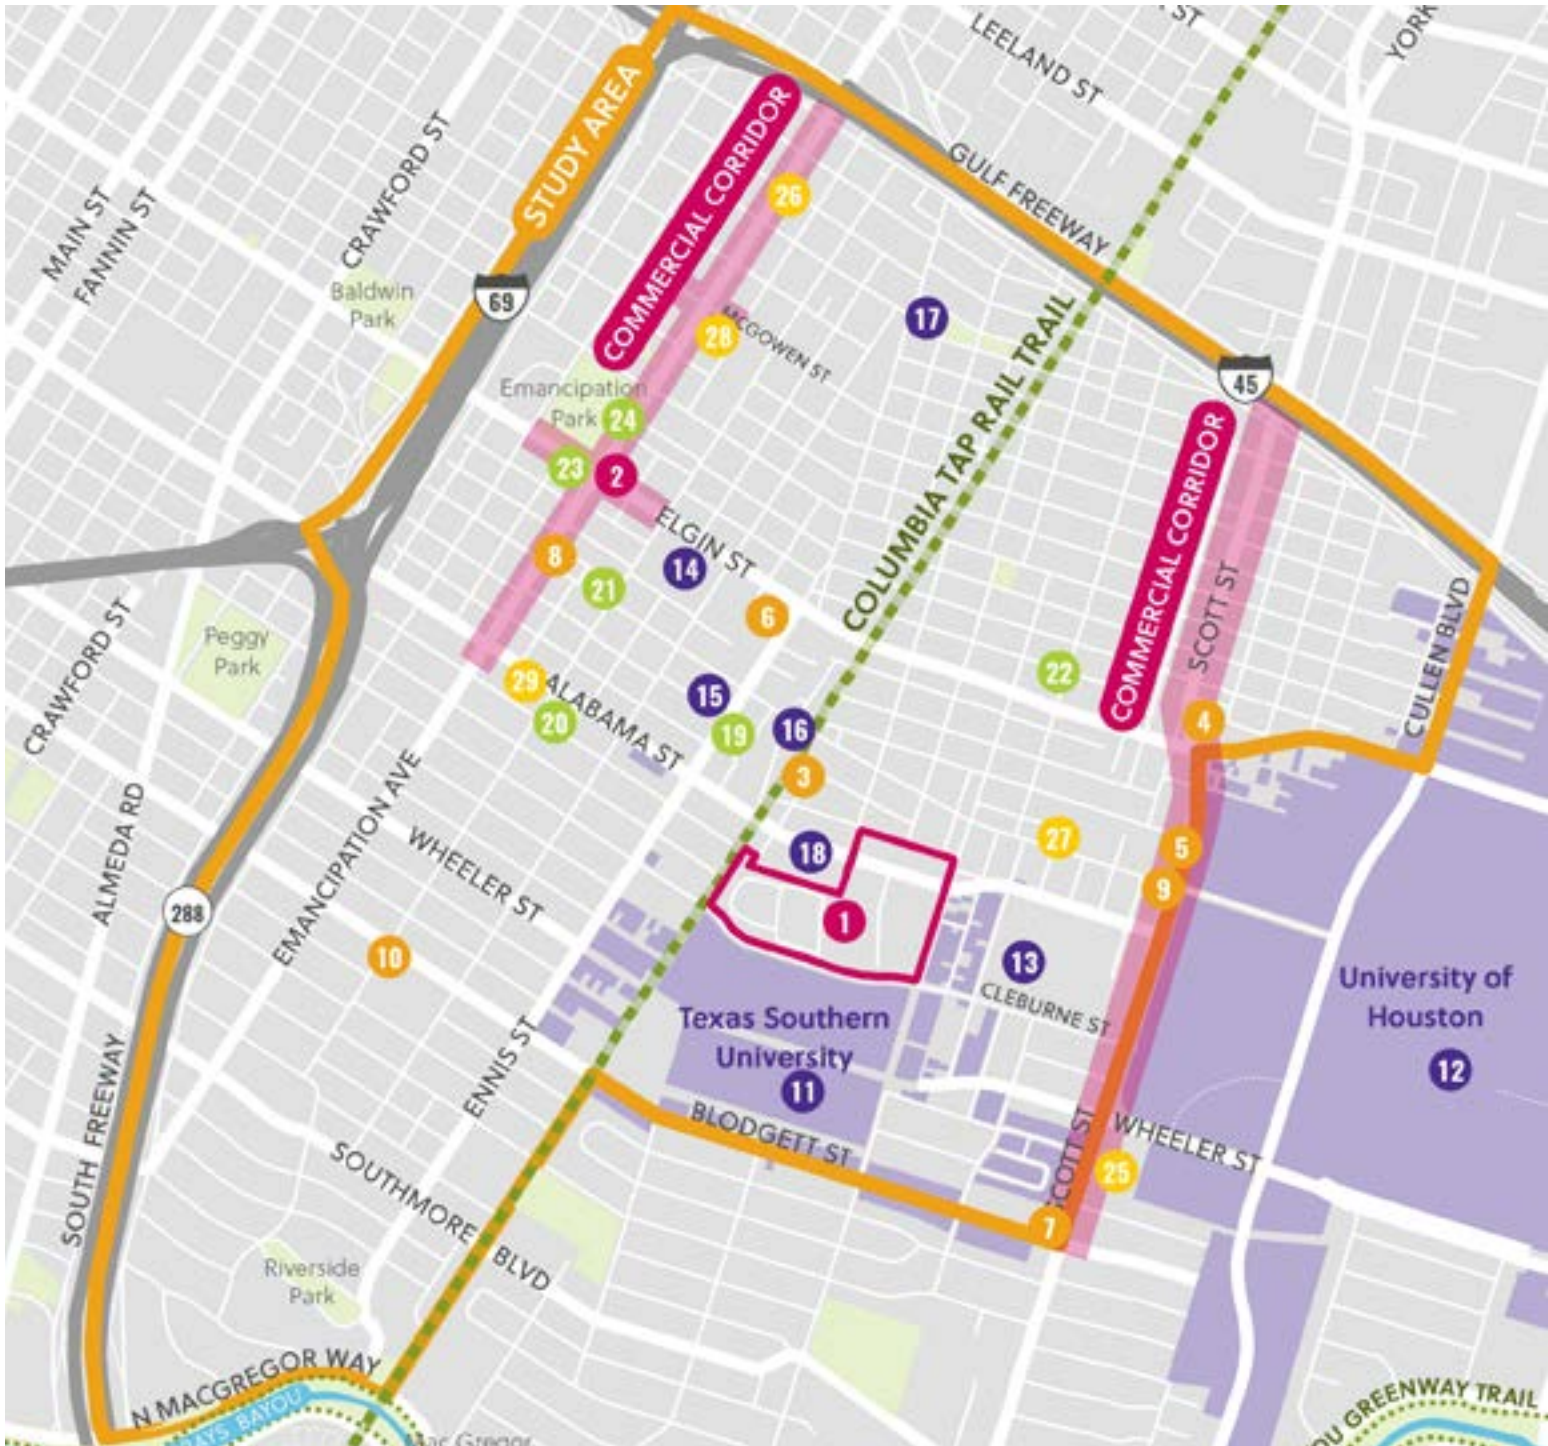 ST
YORK
LEELAND ST
STUDY AREA
COMMERCIAL CORRIDOR
CRAWFORD ST
GULF FREEWAY
MAIN ST
FANNIN ST
26
Baldwin
Park
69
17
28
MCGOWEN ST
COLUMBIA TAP RAIL TRAIL
45
Emancipation
Park
24
23
2
COMMERCIAL CORRIDOR
ELGIN ST
8
14
21
6
SCOTT ST
CULLEN BLVD
CRAWFORD ST
Peggy
Park
22
29
ALABAMA ST
20
15
19
16
4
3
ALMEDA RD
EMANCIPATION AVE
WHEELER ST
18
27
5
9
288
1
10
13
CLEBURNE ST
University of
Houston
12
Texas Southern
University
11
ENNIS ST
SOUTH FREEWAY
BLODGETT ST
SCOTT ST
WHEELER ST
25
7
SOUTHMORE BLVD
Riverside
Park
N MACGREGOR WAY
BAYOU
OU GREENWAY TRAIL
Mac Gregor